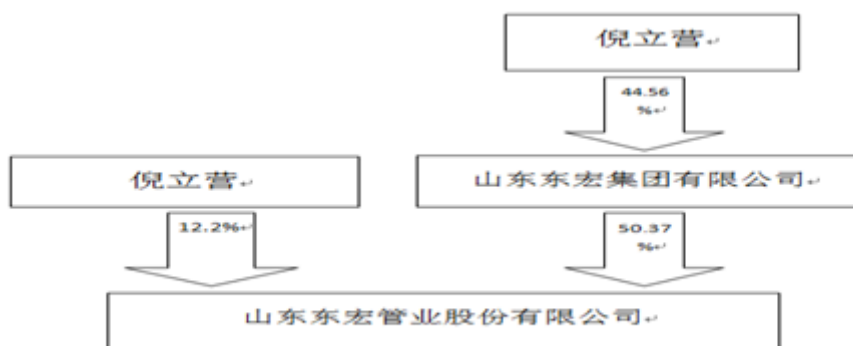 倪立营
44.56
%
倪立营
山东东宏集团有限公司
12.2%
50.37
%
山东东宏管业股份有限公司